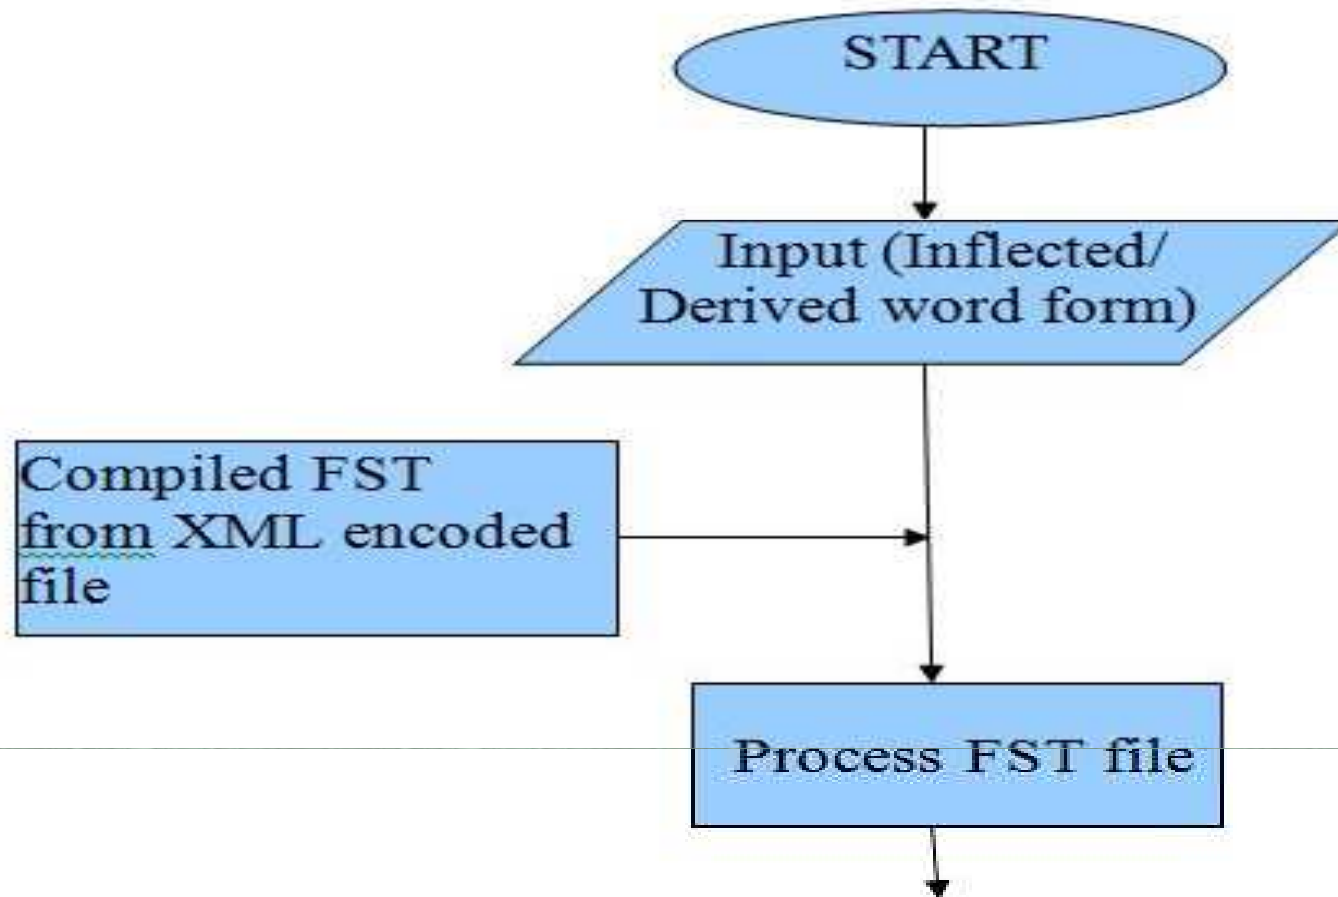 START
Input (Inflected/
Derived word form)
Compiled FST
from XML encoded
file
Process FST file